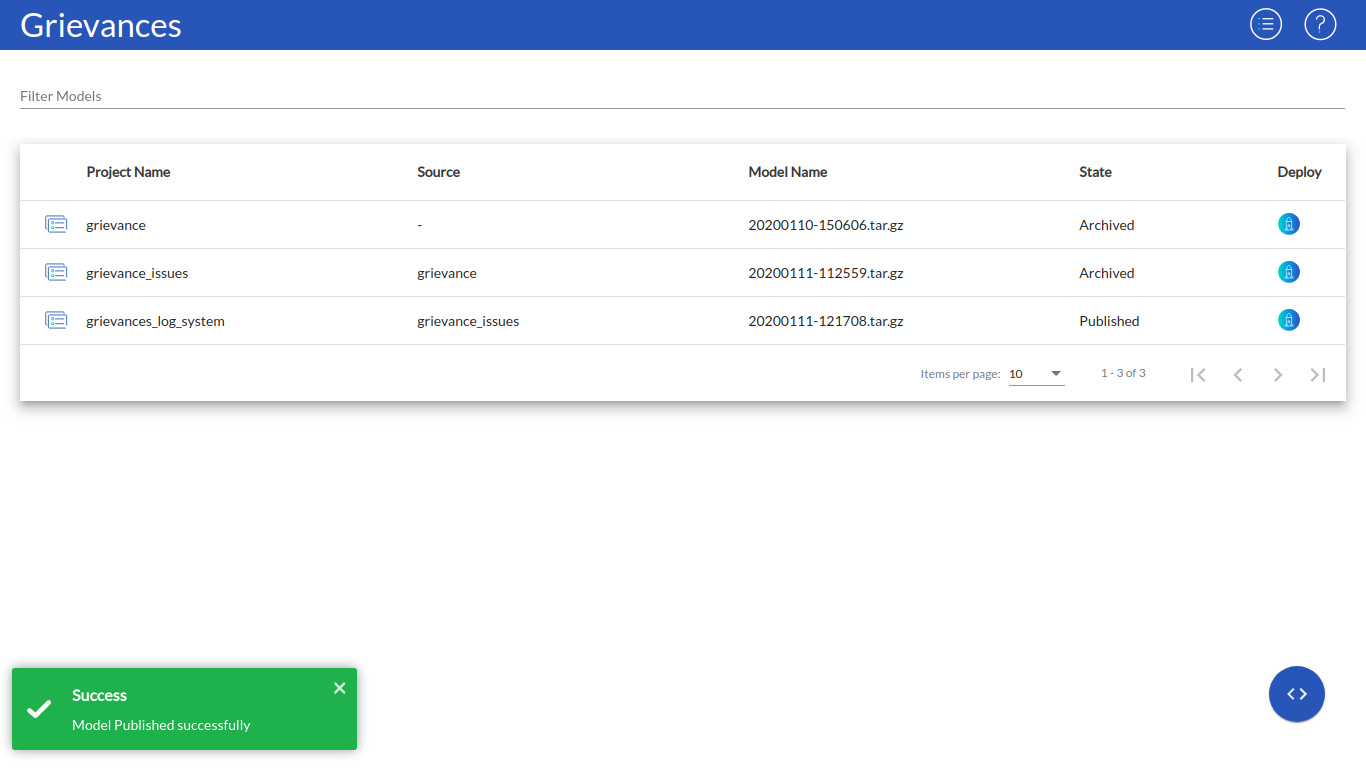 Grievances
Filter Models
Project Name Source Model Name State Deploy
grievance - 20200110-150606.tar.gz Archived
grievance_issues grievance 20200111-112559.tar.gz Archived
grievances_log_system grievance_issues 20200111-121708.tar.gz Published
Items per page: 10 1 - 3 of 3
Success
Model Published successfully